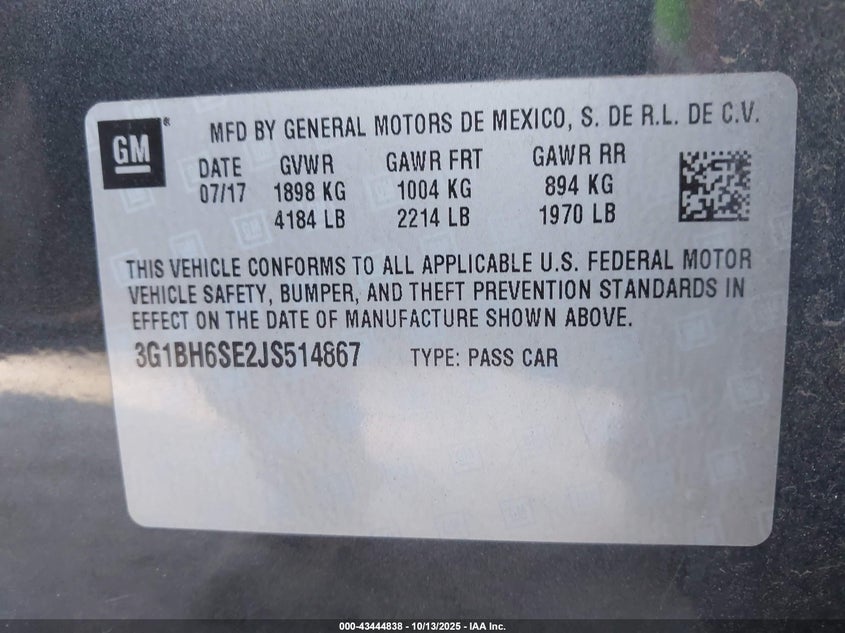 GM®
MFD BY GENERAL MOTORS DE MEXICO, S. DE R.L. DE C.V.
DATE GVWR GAWR FRT GAWR RR
07/17 1898 KG 1004 KG 894 KG
4184 LB 2214 LB 1970 LB
THIS VEHICLE CONFORMS TO ALL APPLICABLE U.S. FEDERAL MOTOR
VEHICLE SAFETY, BUMPER, AND THEFT PREVENTION STANDARDS IN
EFFECT ON THE DATE OF MANUFACTURE SHOWN ABOVE.
3G1BH6SE2JS514867 TYPE: PASS CAR
000-43444838 - 10/13/2025 - IAA Inc.